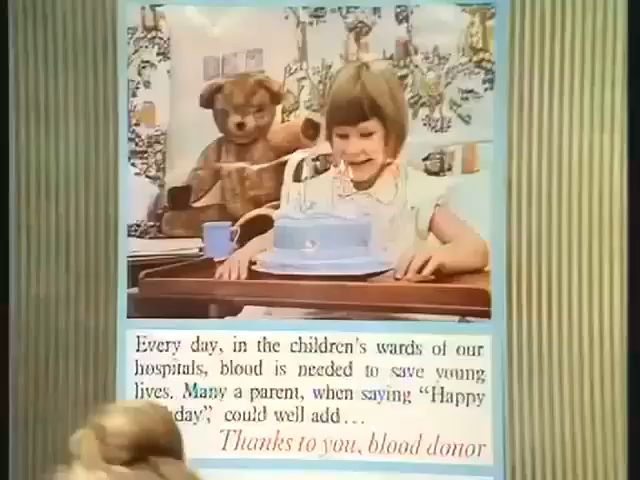 Every day, in the children's wards of our
hospitals, blood is needed to save young
lives. Many a parent, when saying "Happy
day", could well add...
Thanks to you, blood donor